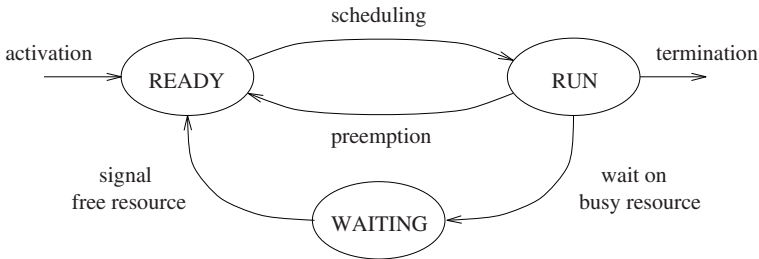 scheduling
activation
termination
READY
RUN
preemption
signal
free resource
wait on
busy resource
WAITING